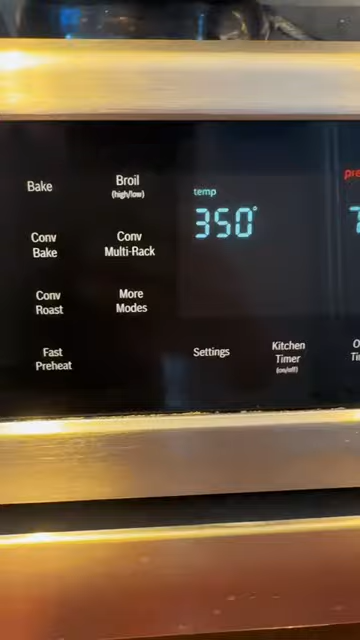 Bake
Broil
(high/low)
temp
350°
Conv
Bake
Conv
Multi-Rack
Conv
Roast
More
Modes
Fast
Preheat
Settings
Kitchen
Timer
(on/off)